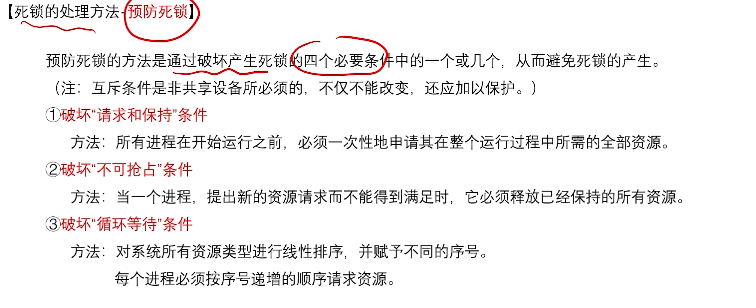 【死锁的处理方法-预防死锁】
预防死锁的方法是通过破坏产生死锁的四个必要条件中的一个或几个，从而避免死锁的产生。
（注：互斥条件是非共享设备所必须的，不仅不能改变，还应加以保护。）
①破坏“请求和保持”条件
方法：所有进程在开始运行之前，必须一次性地申请其在整个运行过程中所需的全部资源。
②破坏“不可抢占”条件
方法：当一个进程，提出新的资源请求而不能得到满足时，它必须释放已经保持的所有资源。
③破坏“循环等待”条件
方法：对系统所有资源类型进行线性排序，并赋予不同的序号。
每个进程必须按序号递增的顺序请求资源。